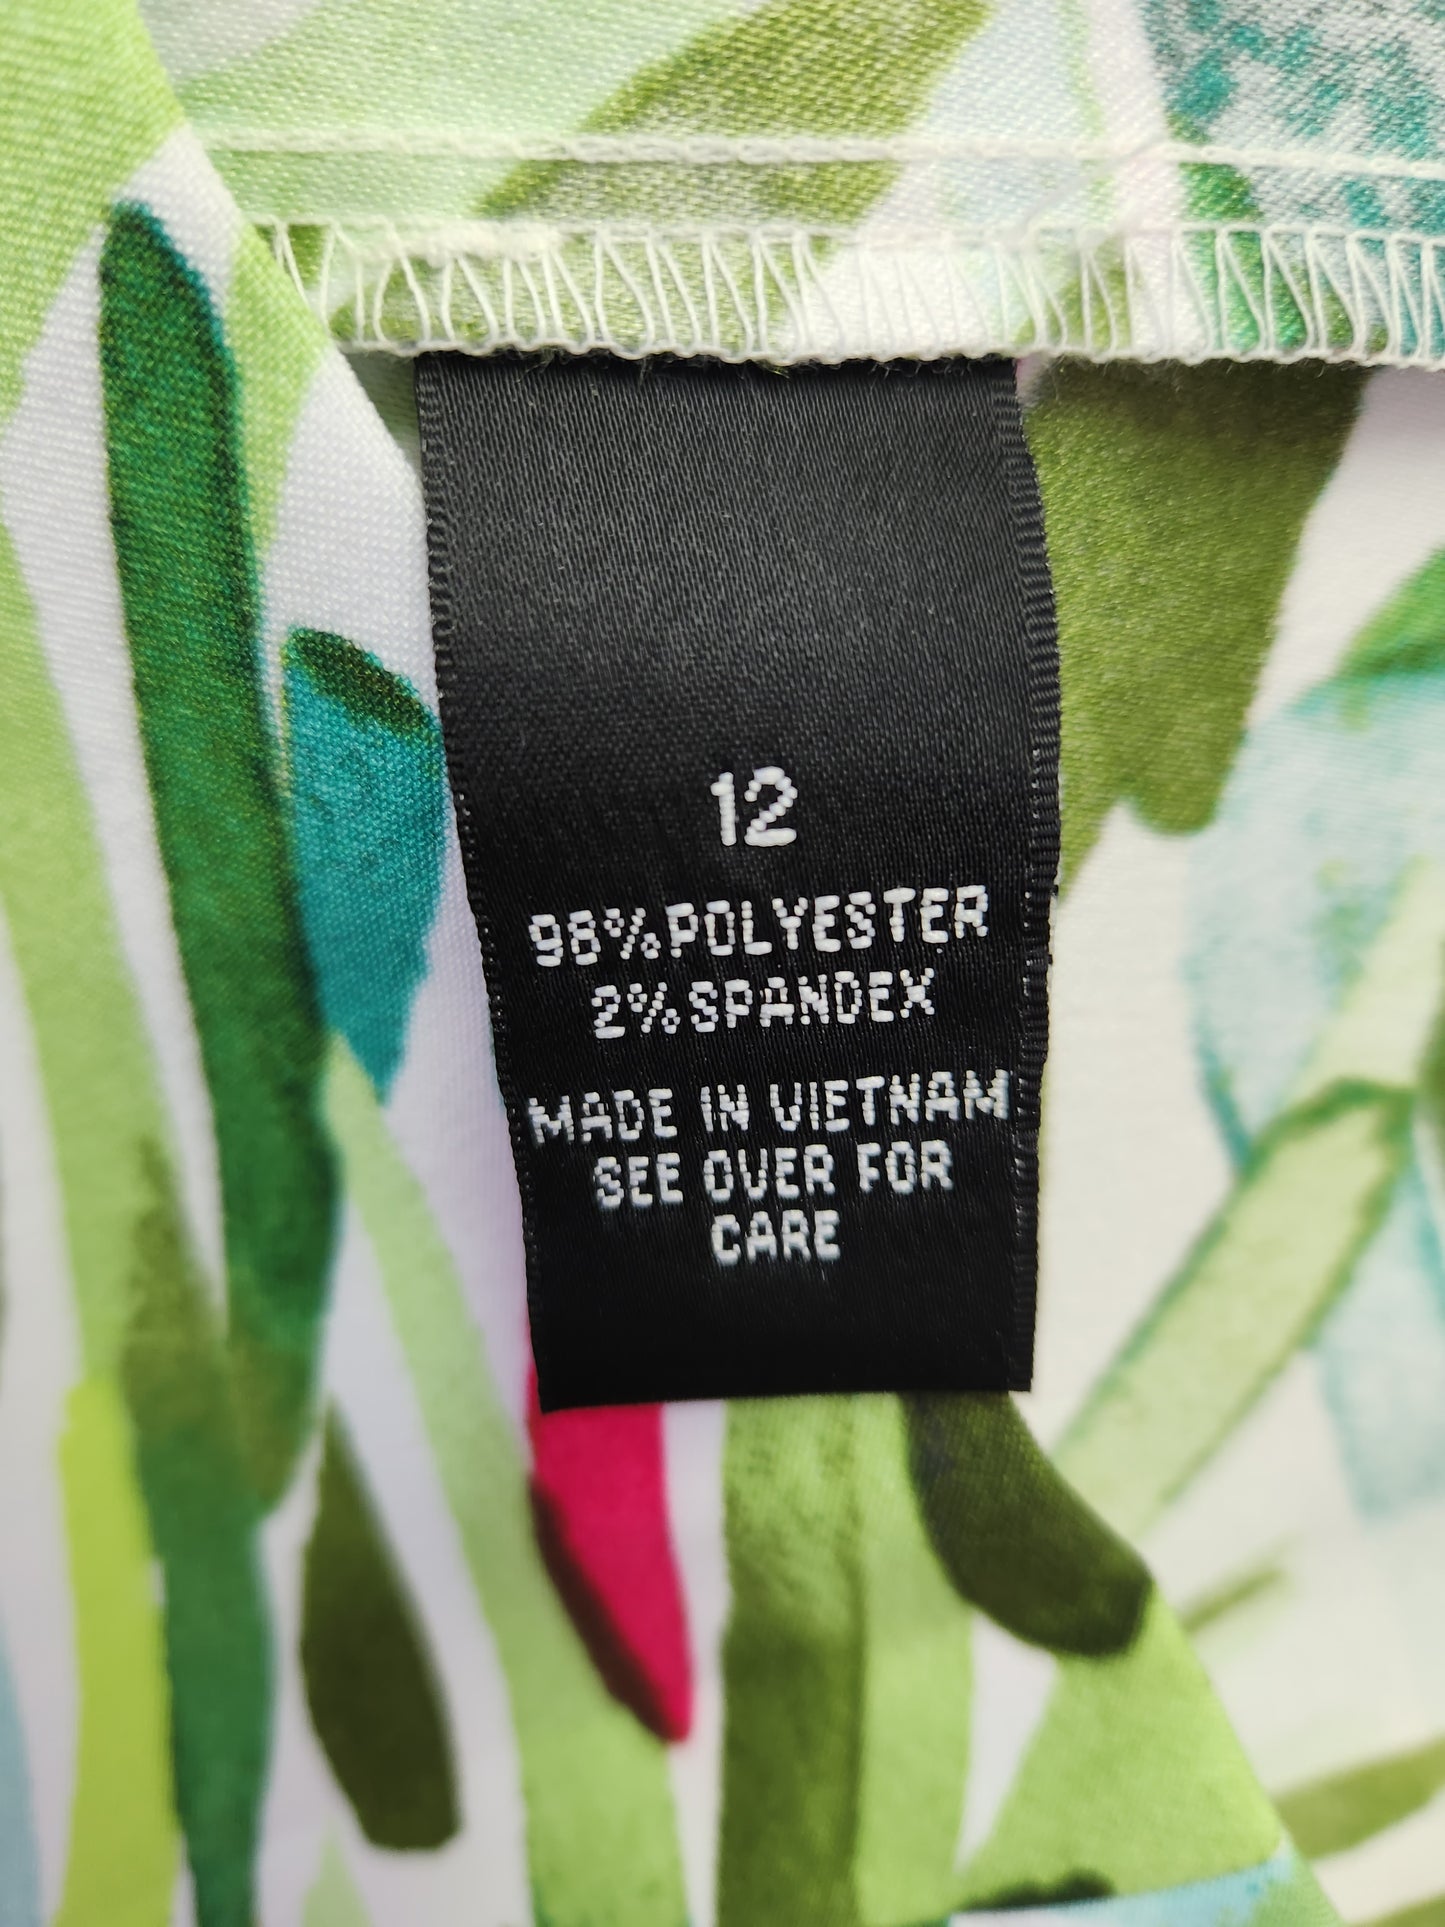 12
98%POLYESTER
2%SPANDEX
MADE IN VIETNAM
SEE OVER FOR
CARE